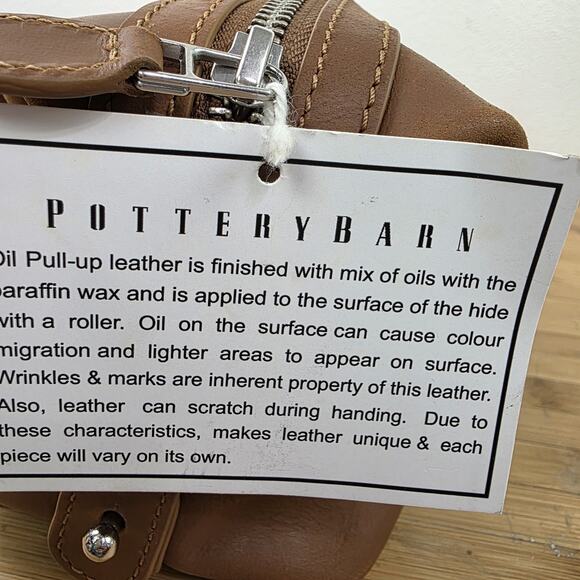 POTTERYBARN
Oil Pull-up leather is finished with mix of oils with the
paraffin wax and is applied to the surface of the hide
with a roller. Oil on the surface can cause colour
migration and lighter areas to appear on surface.
Wrinkles & marks are inherent property of this leather.
Also, leather can scratch during handing. Due to
these characteristics, makes leather unique & each
piece will vary on its own.